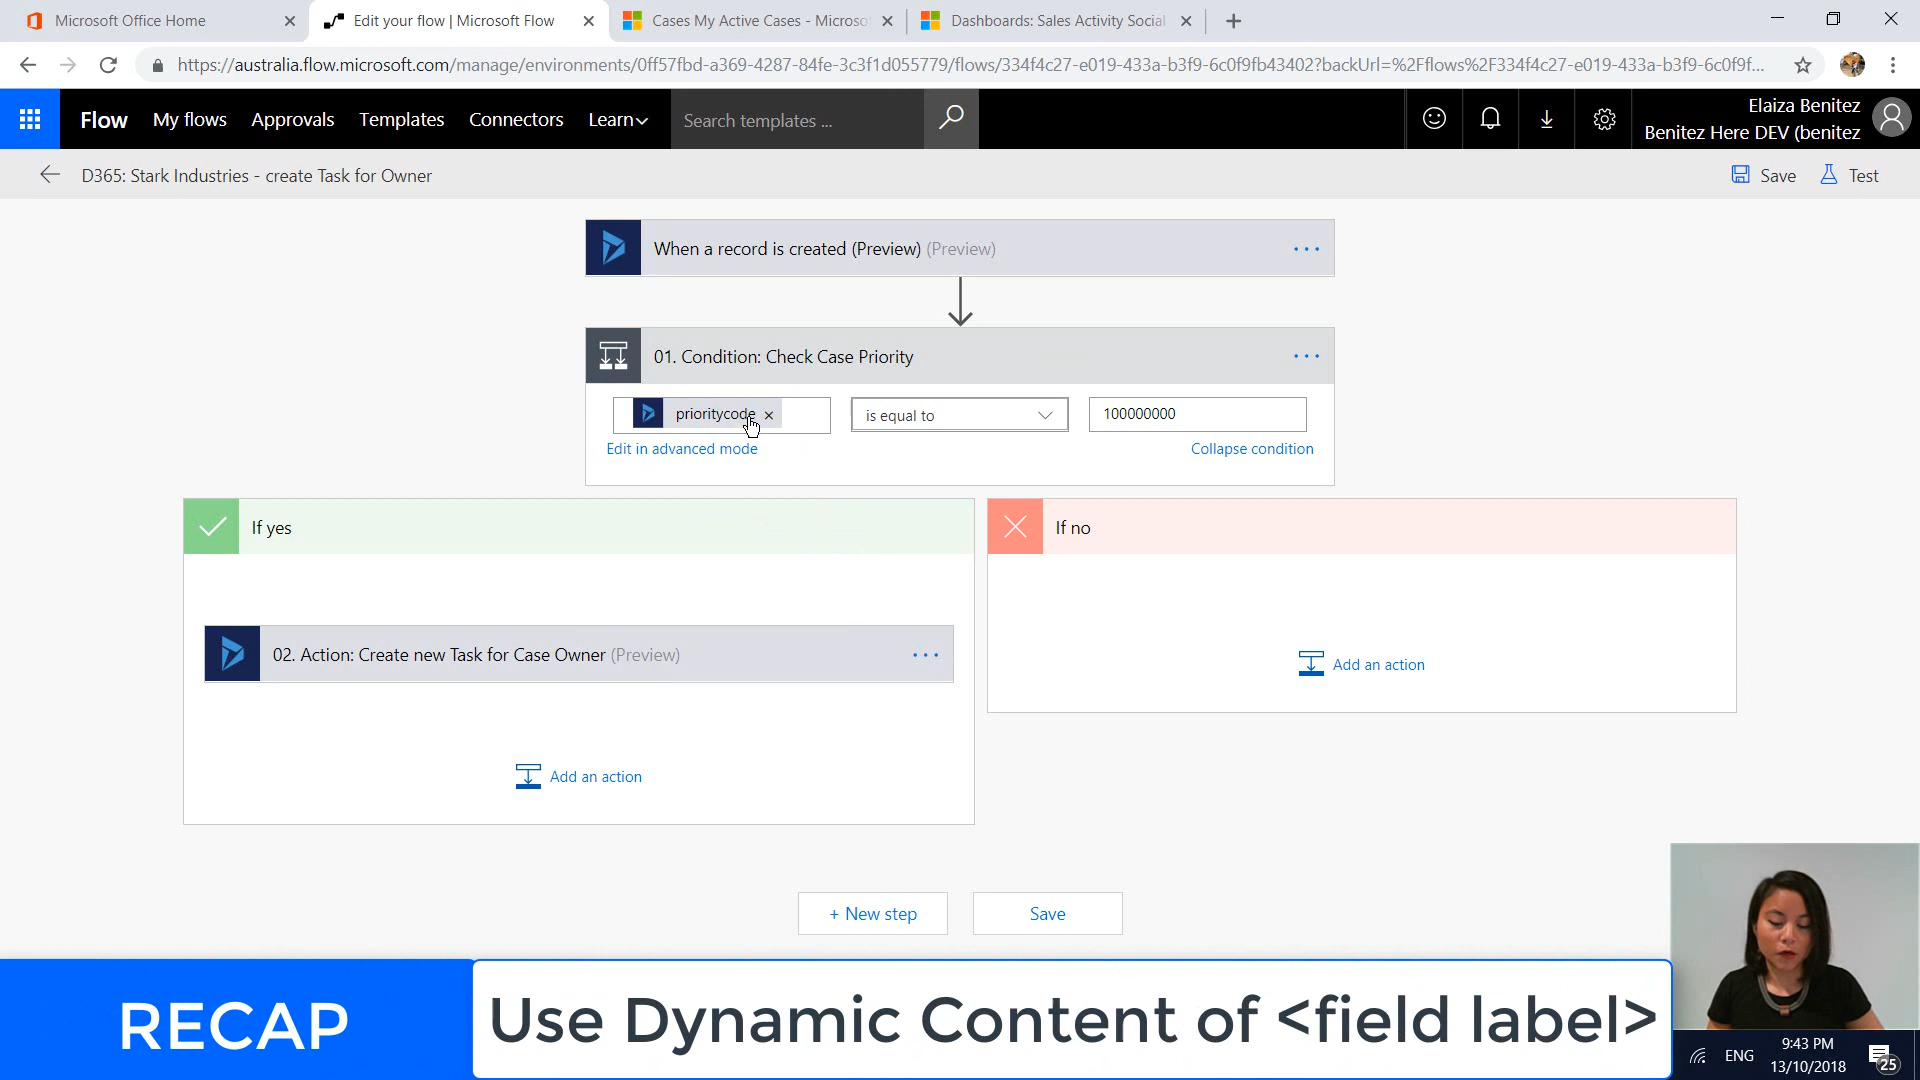 Microsoft Office Home
Edit your flow | Microsoft Flow
Cases My Active Cases - Microso
Dashboards: Sales Activity Social
https://australia.flow.microsoft.com/manage/environments/0ff57fbd-a369-4287-84fe-3c3f1d055779/flows/334f4c27-e019-433a-b3f9-6c0f9fb43402?backUrl=%2Fflows%2F334f4c27-e019-433a-b3f9-6c0f9f...
Flow
My flows
Approvals
Templates
Connectors
Learn
Search templates ...
Elaiza Benitez
Benitez Here DEV (benitez
D365: Stark Industries - create Task for Owner
Save
Test
When a record is created (Preview) (Preview)
01. Condition: Check Case Priority
prioritycode
is equal to
100000000
Edit in advanced mode
Collapse condition
If yes
If no
02. Action: Create new Task for Case Owner (Preview)
Add an action
Add an action
+ New step
Save
RECAP
Use Dynamic Content of <field label>
ENG
9:43 PM
13/10/2018
25